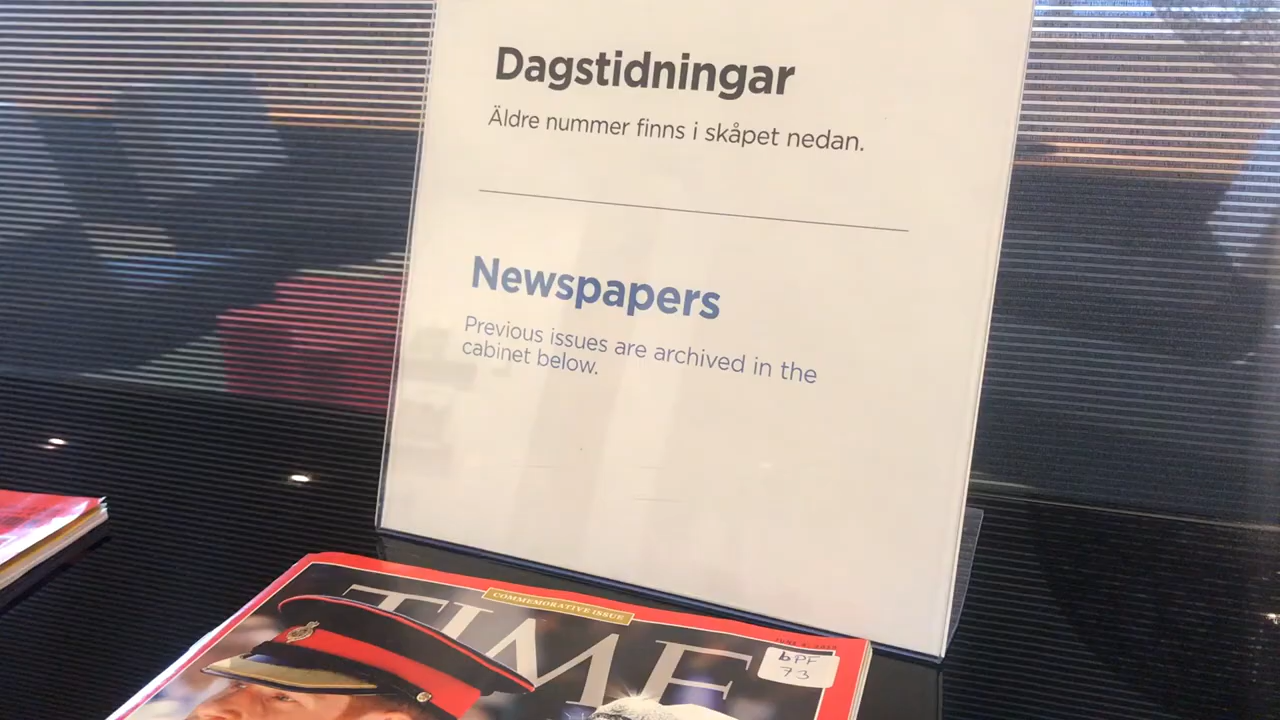 Dagstidningar
Äldre nummer finns i skåpet nedan.
Newspapers
Previous issues are archived in the
cabinet below.
TIME
COMMEMORATIVE ISSUE
bPF
73